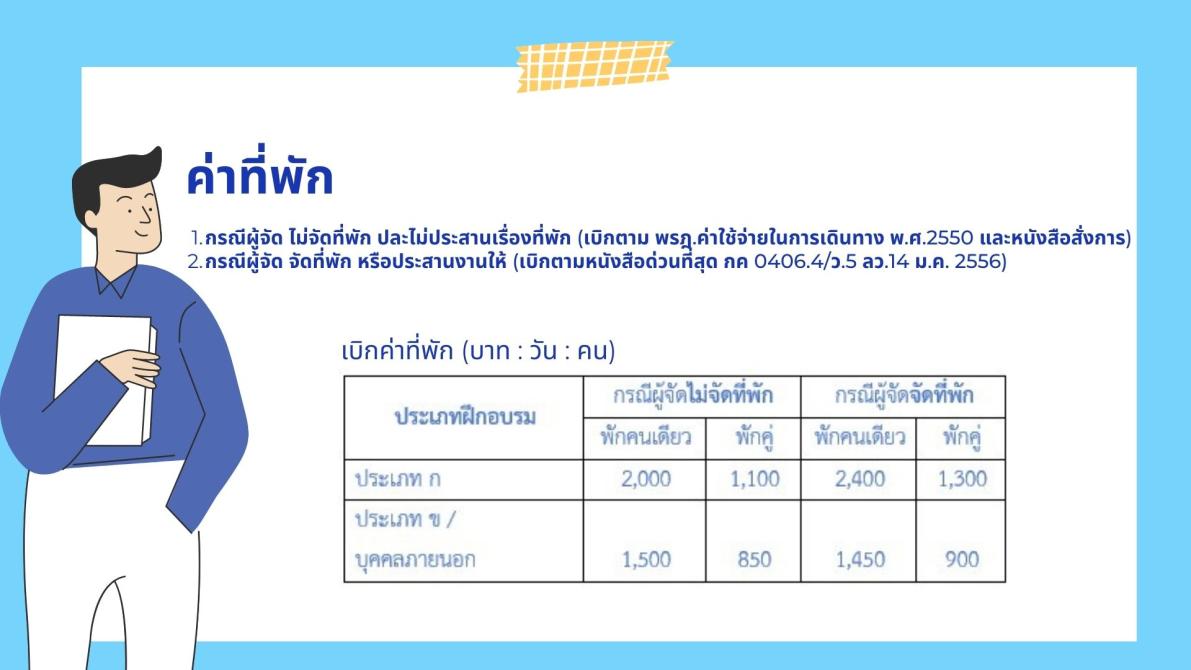 ค่าที่พัก
1.กรณีผู้จัด ไม่จัดที่พัก ปละไม่ประสานเรื่องที่พัก (เบิกตาม พรฎ.ค่าใช้จ่ายในการเดินทาง พ.ศ.2550 และหนังสือสั่งการ)
2.กรณีผู้จัด จัดที่พัก หรือประสานงานให้ (เบิกตามหนังสือด่วนที่สุด กค 0406.4/ว.5 ลว.14 ม.ค. 2556)
เบิกค่าที่พัก (บาท : วัน : คน)
ประเภทฝึกอบรม กรณีผู้จัดไม่จัดที่พัก กรณีผู้จัดจัดที่พัก
พักคนเดียว พักคู่ พักคนเดียว พักคู่
ประเภท ก 2,000 1,100 2,400 1,300
ประเภท ข /
บุคคลภายนอก 1,500 850 1,450 900